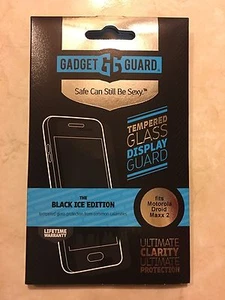 GADGET GG GUARD.
Safe Can Still Be Sexy.™
TEMPERED
GLASS
DISPLAY
GUARD
THE
BLACK ICE EDITION
fits
Motorola
Droid
Maxx 2
LIFETIME
WARRANTY
ULTIMATE
CLARITY
ULTIMATE
PROTECTION